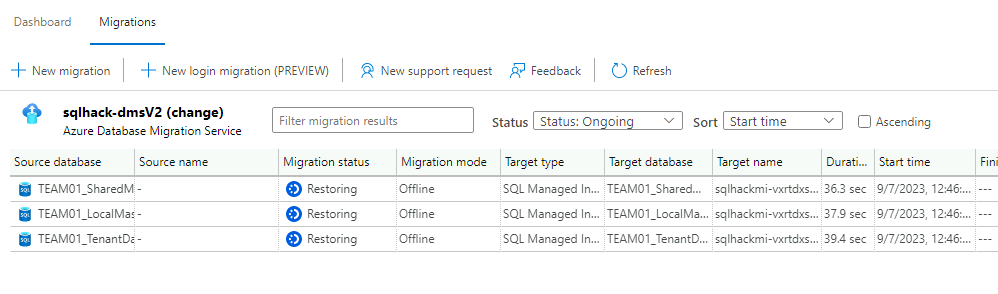 Dashboard Migrations
New migration New login migration (PREVIEW) New support request Feedback Refresh
sqlhack-dmsV2 (change)
Azure Database Migration Service
Filter migration results Status Status: Ongoing Sort Start time Ascending
Source database Source name Migration status Migration mode Target type Target database Target name Durati... Start time Fini
SQL TEAM01_SharedM - Restoring Offline SQL Managed In... TEAM01_Shared... sqlhackmi-vxrtdxs... 36.3 sec 9/7/2023, 12:46:... ---
SQL TEAM01_LocalMas - Restoring Offline SQL Managed In... TEAM01_LocalMa... sqlhackmi-vxrtdxs... 37.9 sec 9/7/2023, 12:46:... ---
SQL TEAM01_TenantDa - Restoring Offline SQL Managed In... TEAM01_TenantD... sqlhackmi-vxrtdxs... 39.4 sec 9/7/2023, 12:46:... ---